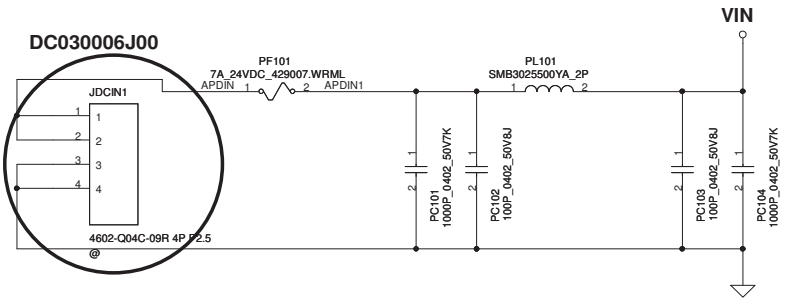 VIN
DC030006J00
PF101
7A_24VDC_429007.WRML
APDIN 1 2 APDIN1
PL101
SMB3025500YA_2P
1 2
JDCIN1
1 1
2 2
3 3
4 4
4602-Q04C-09R 4P P2.5
@
1
2
PC101
1000P_0402_50V7K
1
2
PC102
100P_0402_50V8J
1
2
PC103
100P_0402_50V8J
1
2
PC104
1000P_0402_50V7K